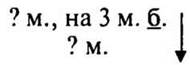 ? м., на 3 м. б.
? м.